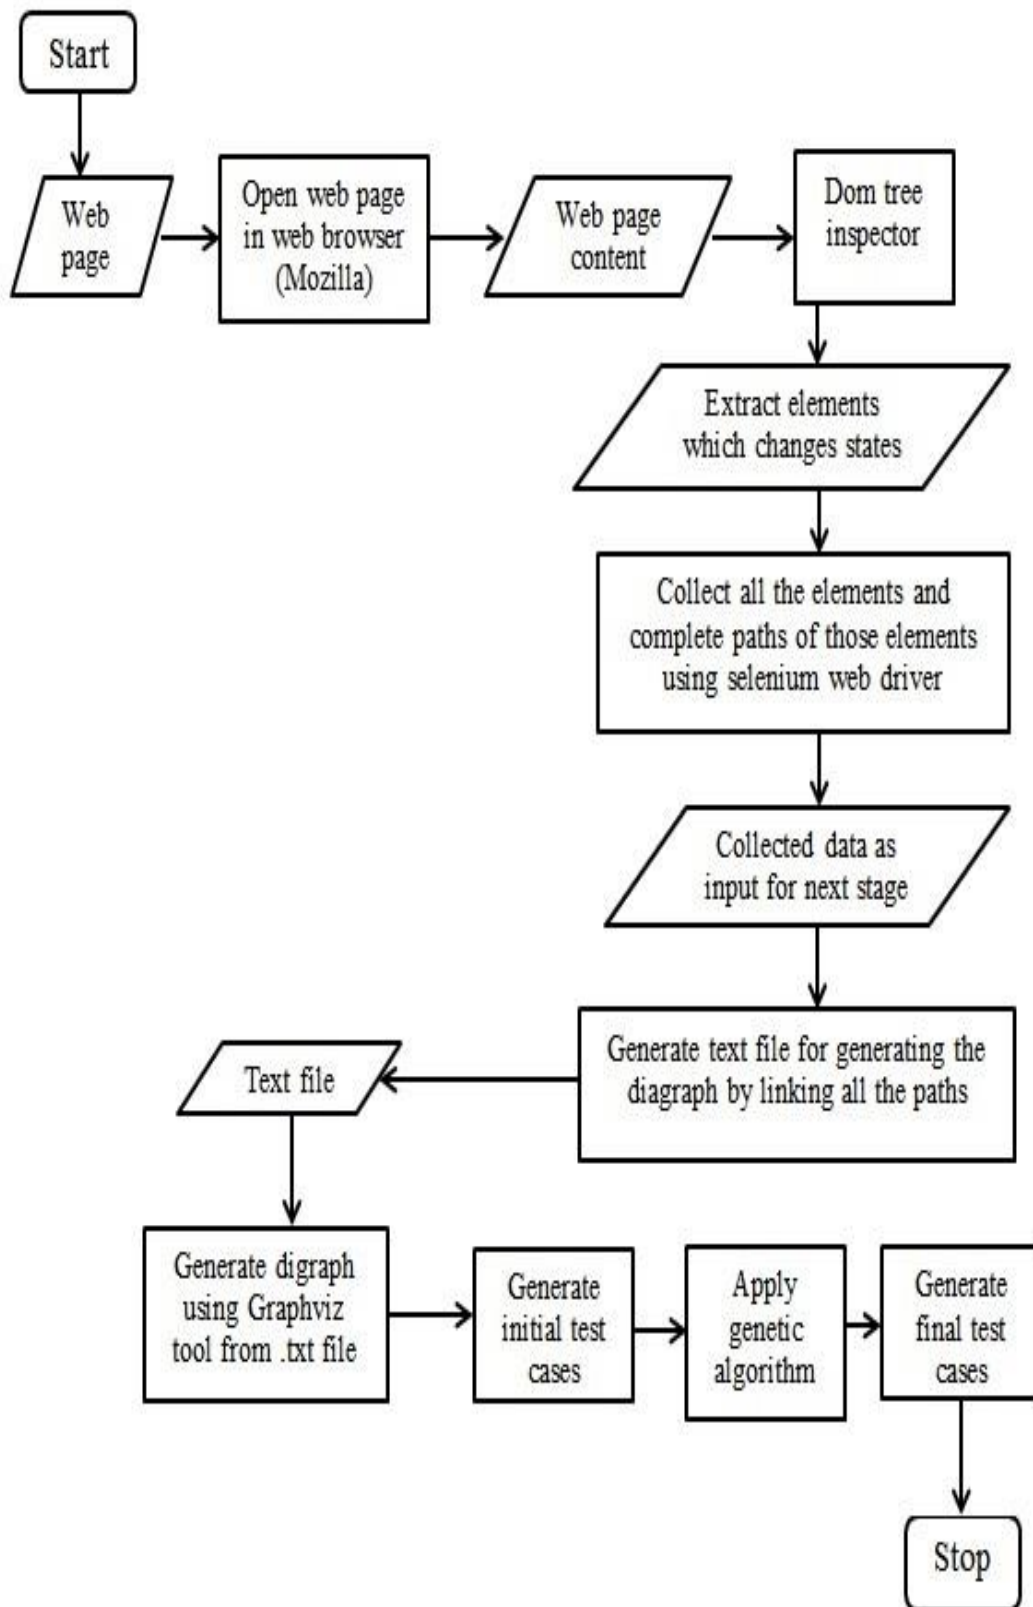 Start
Web
page
Open web page
in web browser
(Mozilla)
Web page
content
Dom tree
inspector
Extract elements
which changes states
Collect all the elements and
complete paths of those elements
using selenium web driver
Collected data as
input for next stage
Generate text file for generating the
diagraph by linking all the paths
Text file
Generate digraph
using Graphviz
tool from .txt file
Generate
initial test
cases
Apply
genetic
algorithm
Generate
final test
cases
Stop